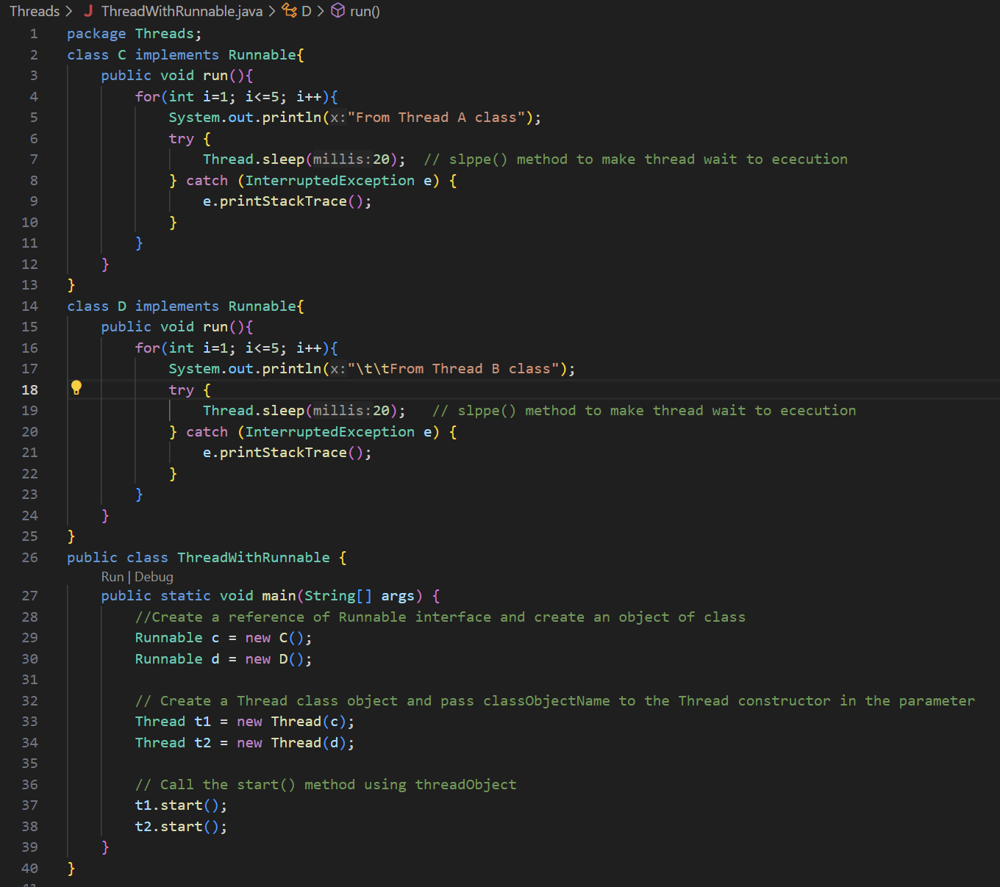 Threads > J ThreadWithRunnable.java > D > run()
1 package Threads;
2 class C implements Runnable{
3     public void run(){
4         for(int i=1; i<=5; i++){
5             System.out.println(x:"From Thread A class");
6             try {
7                 Thread.sleep(millis:20);  // slppe() method to make thread wait to ececution
8             } catch (InterruptedException e) {
9                 e.printStackTrace();
10             }
11         }
12     }
13 }
14 class D implements Runnable{
15     public void run(){
16         for(int i=1; i<=5; i++){
17             System.out.println(x:"\t\tFrom Thread B class");
18             try {
19                 Thread.sleep(millis:20);   // slppe() method to make thread wait to ececution
20             } catch (InterruptedException e) {
21                 e.printStackTrace();
22             }
23         }
24     }
25 }
26 public class ThreadWithRunnable {
Run | Debug
27     public static void main(String[] args) {
28         //Create a reference of Runnable interface and create an object of class
29         Runnable c = new C();
30         Runnable d = new D();
31
32         // Create a Thread class object and pass classObjectName to the Thread constructor in the parameter
33         Thread t1 = new Thread(c);
34         Thread t2 = new Thread(d);
35
36         // Call the start() method using threadObject
37         t1.start();
38         t2.start();
39     }
40 }
41